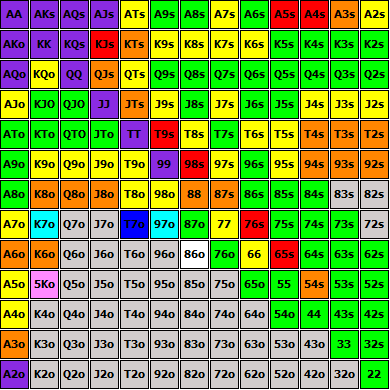 AA AKs AQs AJs ATs A9s A8s A7s A6s A5s A4s A3s A2s
AKo KK KQs KJs KTs K9s K8s K7s K6s K5s K4s K3s K2s
AQo KQo QQ QJs QTs Q9s Q8s Q7s Q6s Q5s Q4s Q3s Q2s
AJo KJO QJO JJ JTs J9s J8s J7s J6s J5s J4s J3s J2s
ATo KTo QTO JTo TT T9s T8s T7s T6s T5s T4s T3s T2s
A9o K9o Q9o J9o T9o 99 98s 97s 96s 95s 94s 93s 92s
A8o K8o Q8o J8o T8o 98o 88 87s 86s 85s 84s 83s 82s
A7o K7o Q7o J7o T7o 97o 87o 77 76s 75s 74s 73s 72s
A6o K6o Q6o J6o T6o 96o 86o 76o 66 65s 64s 63s 62s
A5o 5Ko Q5o J5o T5o 95o 85o 75o 65o 55 54s 53s 52s
A4o K4o Q4o J4o T4o 94o 84o 74o 64o 54o 44 43s 42s
A3o K3o Q3o J3o T3o 93o 83o 73o 63o 53o 43o 33 32s
A2o K2o Q2o J2o T2o 92o 82o 72o 62o 52o 42o 32o 22